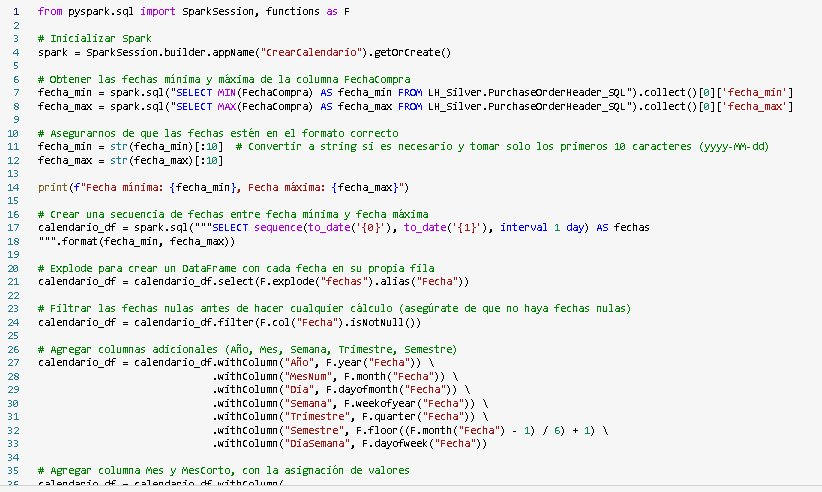 1 from pyspark.sql import SparkSession, functions as F
2
3 # Inicializar Spark
4 spark = SparkSession.builder.appName("CrearCalendario").getOrCreate()
5
6 # Obtener las fechas mínima y máxima de la columna FechaCompra
7 fecha_min = spark.sql("SELECT MIN(FechaCompra) AS fecha_min FROM LH_Silver.PurchaseOrderHeader_SQL").collect()[0]['fecha_min']
8 fecha_max = spark.sql("SELECT MAX(FechaCompra) AS fecha_max FROM LH_Silver.PurchaseOrderHeader_SQL").collect()[0]['fecha_max']
9
10 # Asegurarnos de que las fechas estén en el formato correcto
11 fecha_min = str(fecha_min)[:10]  # Convertir a string si es necesario y tomar solo los primeros 10 caracteres (yyyy-MM-dd)
12 fecha_max = str(fecha_max)[:10]
13
14 print(f"Fecha mínima: {fecha_min}, Fecha máxima: {fecha_max}")
15
16 # Crear una secuencia de fechas entre fecha mínima y fecha máxima
17 calendario_df = spark.sql("""SELECT sequence(to_date('{0}'), to_date('{1}'), interval 1 day) AS fechas
18 """.format(fecha_min, fecha_max))
19
20 # Explode para crear un DataFrame con cada fecha en su propia fila
21 calendario_df = calendario_df.select(F.explode("fechas").alias("Fecha"))
22
23 # Filtrar las fechas nulas antes de hacer cualquier cálculo (asegúrate de que no haya fechas nulas)
24 calendario_df = calendario_df.filter(F.col("Fecha").isNotNull())
25
26 # Agregar columnas adicionales (Año, Mes, Semana, Trimestre, Semestre)
27 calendario_df = calendario_df.withColumn("Año", F.year("Fecha")) \
28 .withColumn("MesNum", F.month("Fecha")) \
29 .withColumn("Dia", F.dayofmonth("Fecha")) \
30 .withColumn("Semana", F.weekofyear("Fecha")) \
31 .withColumn("Trimestre", F.quarter("Fecha")) \
32 .withColumn("Semestre", F.floor((F.month("Fecha") - 1) / 6) + 1) \
33 .withColumn("DiaSemana", F.dayofweek("Fecha"))
34
35 # Agregar columna Mes y MesCorto, con la asignación de valores
36 calendario_df = calendario_df.withColumn(